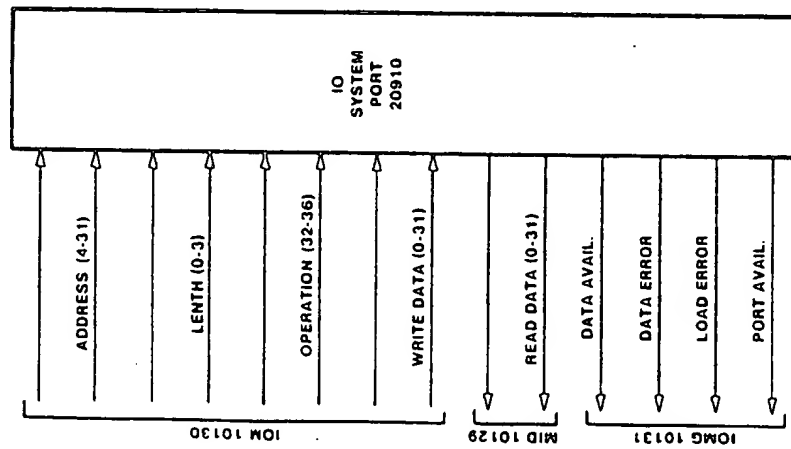 IO
SYSTEM
PORT
20910
ADDRESS (4-31)
LENTH (0-3)
OPERATION (32-36)
WRITE DATA (0-31)
READ DATA (0-31)
DATA AVAIL.
DATA ERROR
LOAD ERROR
PORT AVAIL.
IOM 10130
MID 10129
IOMG 10131